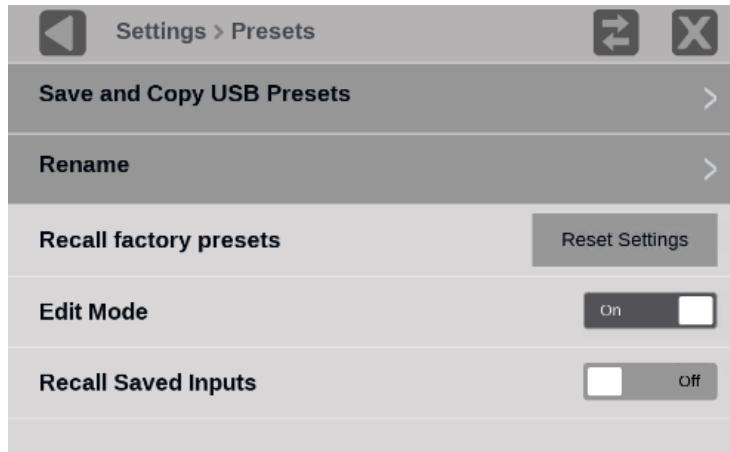 Settings > Presets
Save and Copy USB Presets
Rename
Recall factory presets
Reset Settings
Edit Mode
On
Recall Saved Inputs
Off